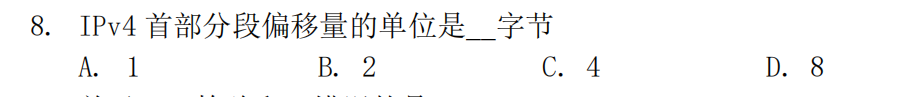 8. IPv4 首部分段偏移量的单位是__字节
A. 1 B. 2 C. 4 D. 8